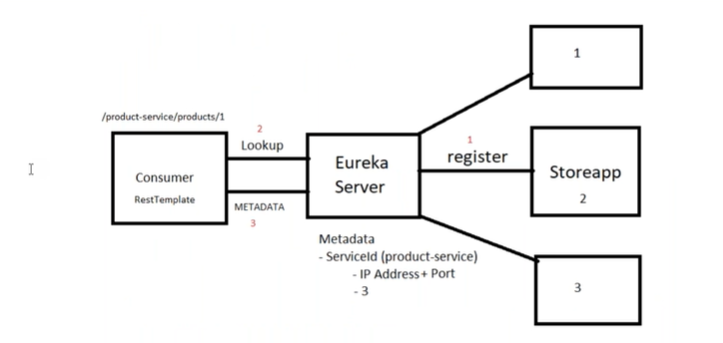 1
/product-service/products/1
2
Lookup
1
register
Eureka
Server
Storeapp
2
Consumer
RestTemplate
METADATA
3
Metadata
- ServiceId (product-service)
- IP Address+ Port
- 3
3